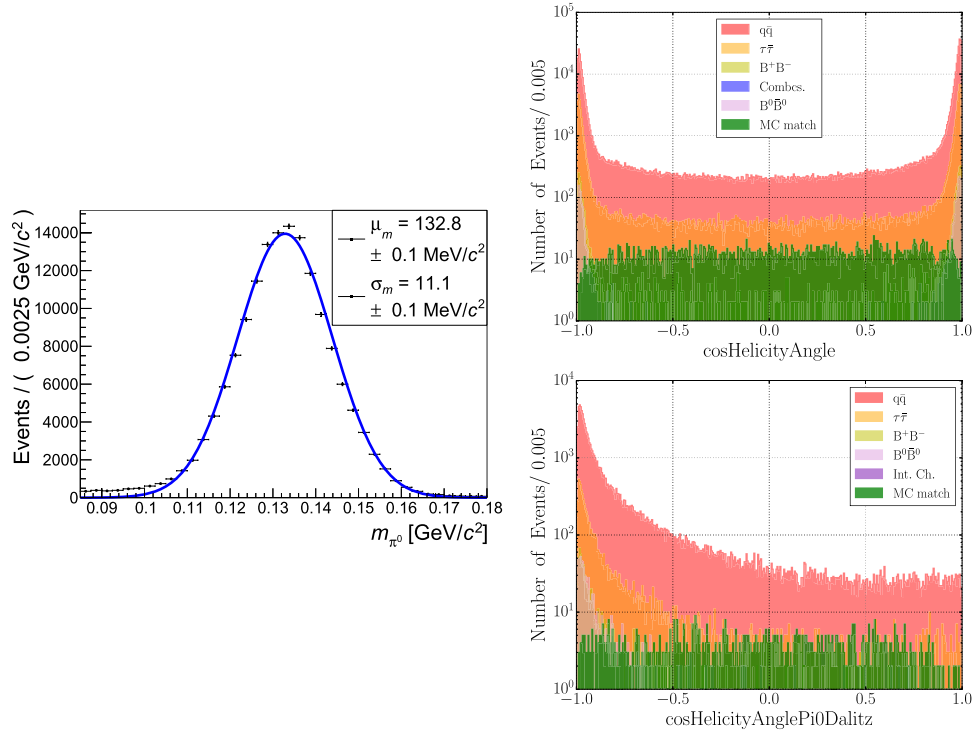 Events / ( 0.0025 GeV/c²)
14000
12000
10000
8000
6000
4000
2000
0
μₘ = 132.8
± 0.1 MeV/c²
σₘ = 11.1
± 0.1 MeV/c²
0.09 0.1 0.11 0.12 0.13 0.14 0.15 0.16 0.17 0.18
m_π⁰ [GeV/c²]
Number of Events/ 0.005
10⁵
10⁴
10³
10²
10¹
10⁰
qq̄
ττ̄
B⁺B⁻
Combcs.
B⁰B̄⁰
MC match
−1.0 −0.5 0.0 0.5 1.0
cosHelicityAngle
Number of Events/ 0.005
10⁴
10³
10²
10¹
10⁰
qq̄
ττ̄
B⁺B⁻
B⁰B̄⁰
Int. Ch.
MC match
−1.0 −0.5 0.0 0.5 1.0
cosHelicityAnglePi0Dalitz